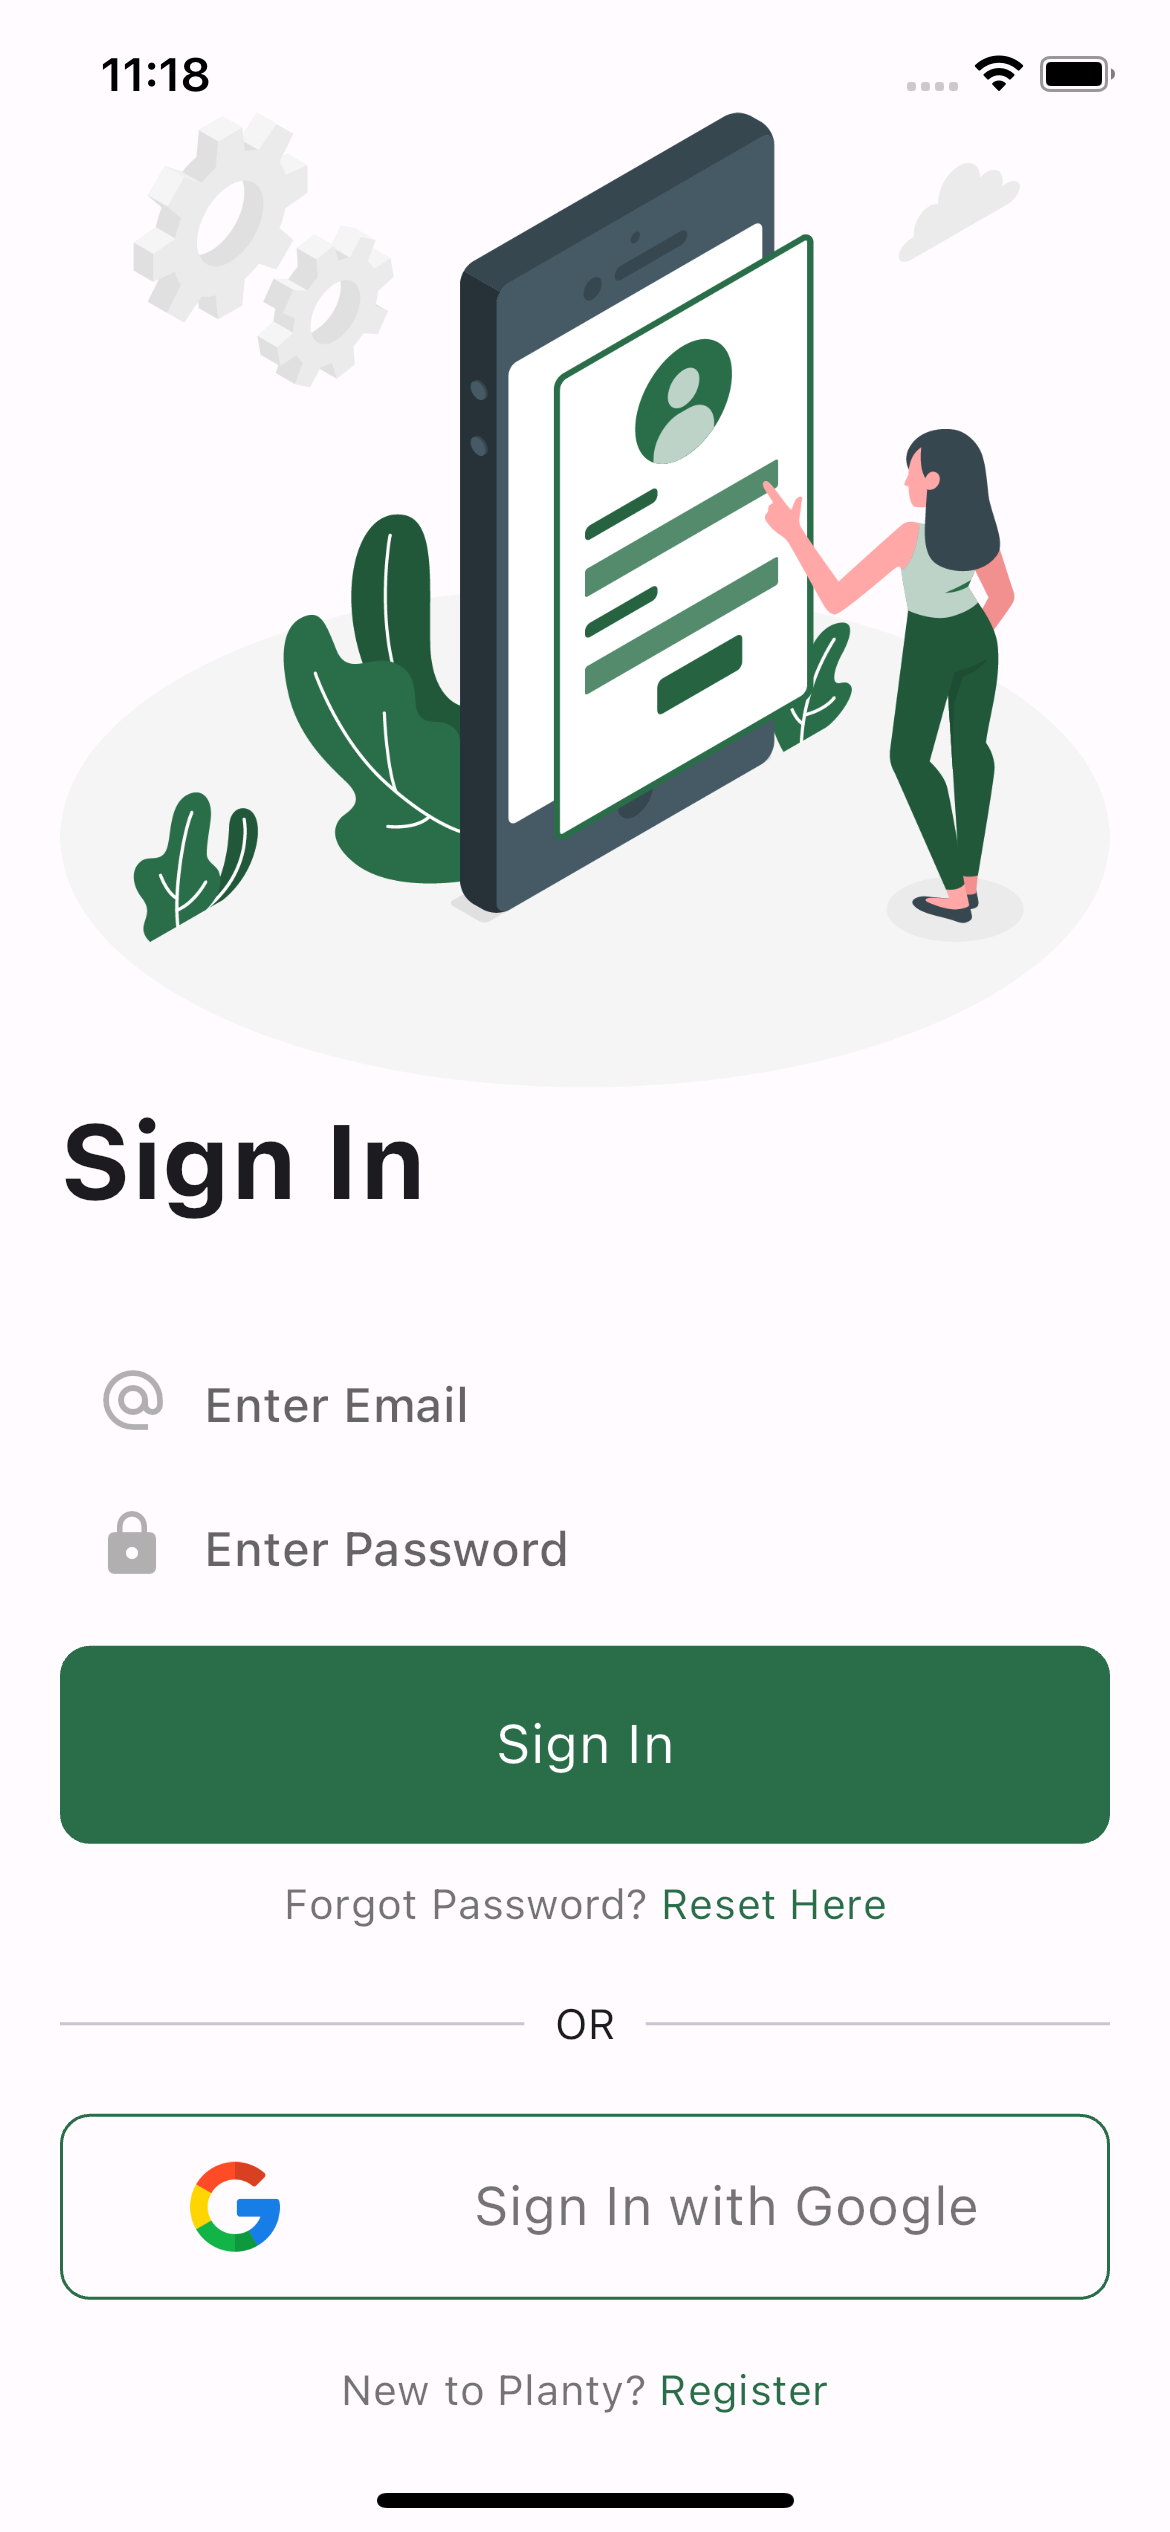 11:18
Sign In
Enter Email
Enter Password
Sign In
Forgot Password? Reset Here
OR
Sign In with Google
New to Planty? Register